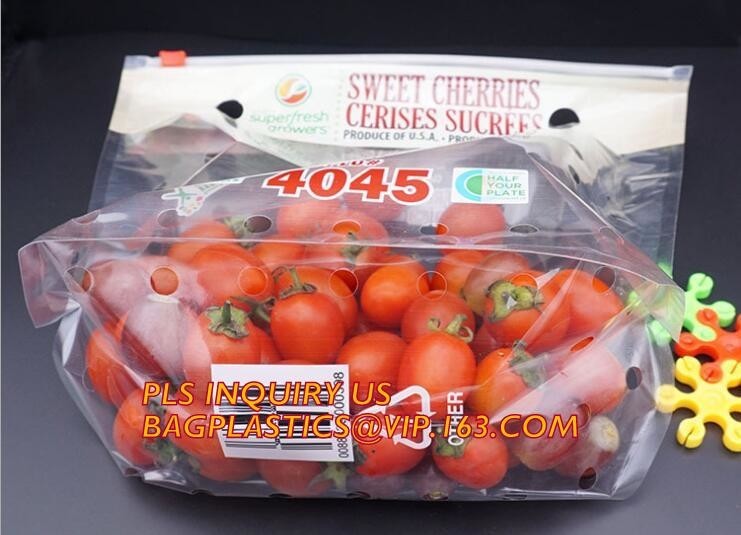 superfresh
growers
SWEET CHERRIES
CERISES SUCREES
PRODUCE OF U.S.A.
4045
HALF
YOUR
PLATE
PLS INQUIRY US
BAGPLASTICS@VIP.163.COM
OTHER